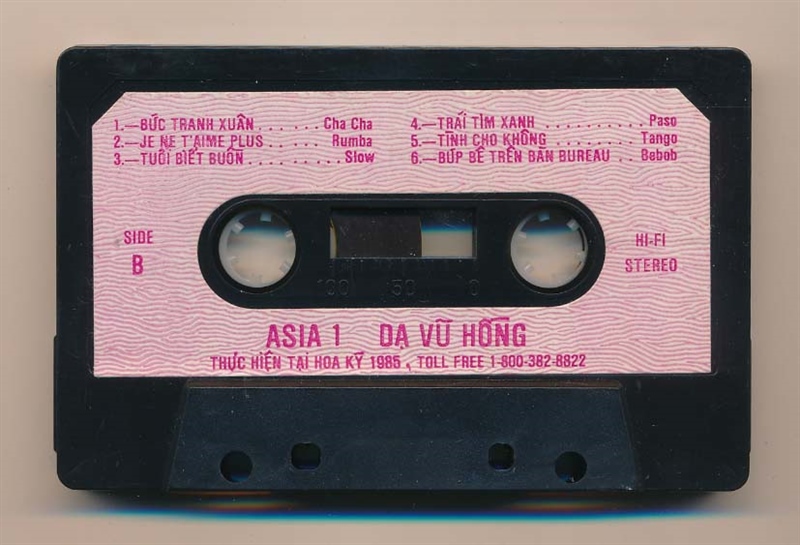 1.—BỨC TRANH XUÂN . . . . . . Cha Cha
2.—JE NE T'AIME PLUS . . . . . . Rumba
3.—TUỔI BIẾT BUỒN . . . . . . . . . Slow
4.—TRÁI TIM XANH . . . . . . . . . . Paso
5.—TÌNH CHO KHÔNG . . . . . . . . Tango
6.—BÚP BÊ TRÊN BÀN BUREAU . . Bebob
SIDE
B
HI-FI
STEREO
100 50 0
ASIA 1 DẠ VŨ HỒNG
THỰC HIỆN TẠI HOA KỲ 1985, TOLL FREE 1-800-382-8822